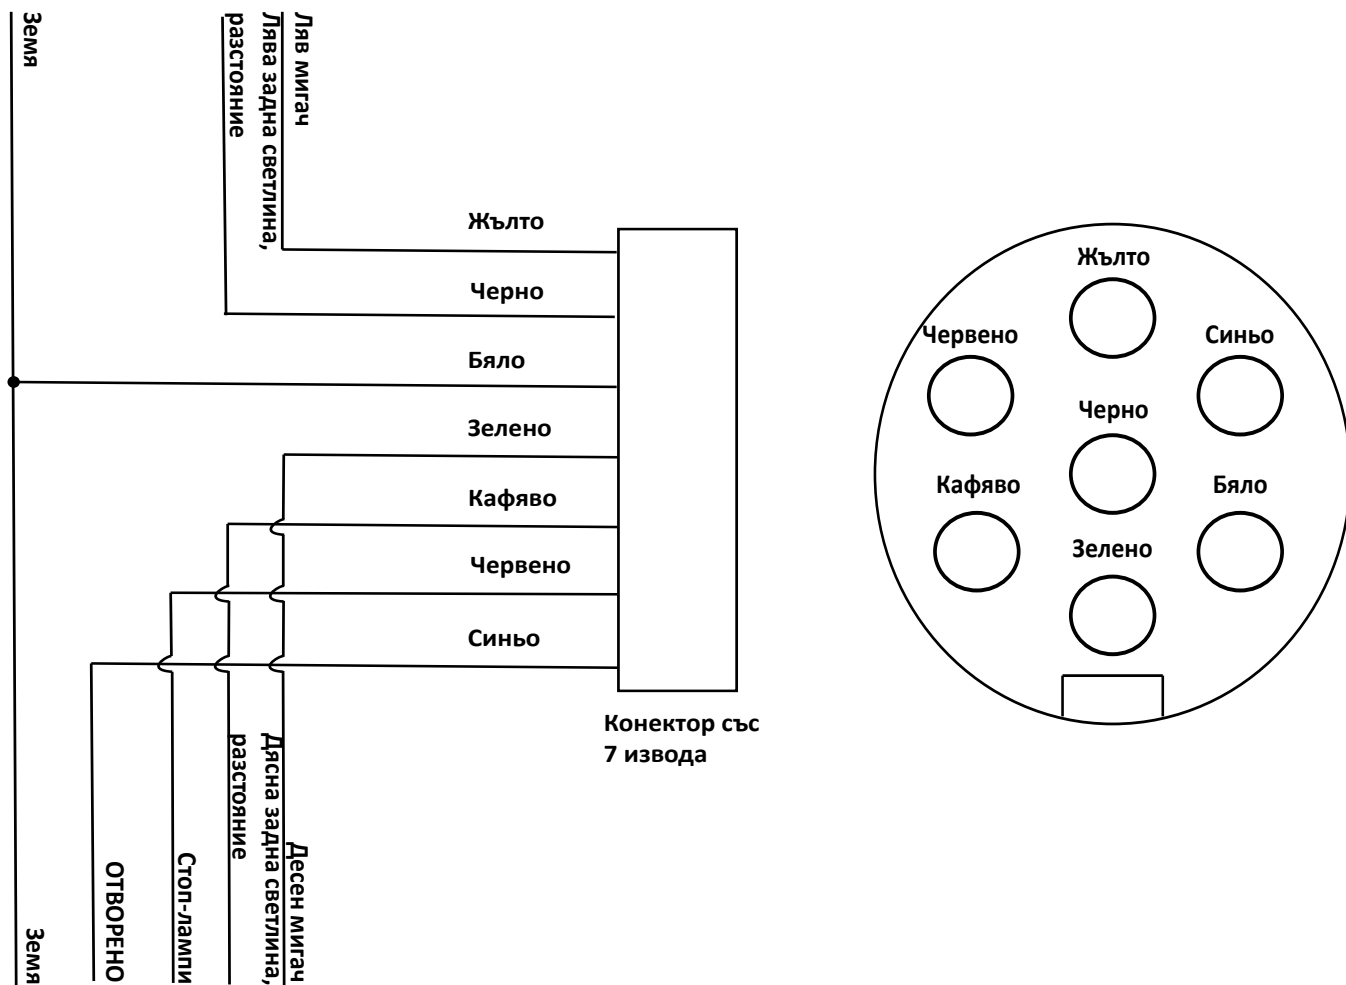 Земя
Лява задна светлина,
разстояние
Ляв мигач
Жълто
Черно
Бяло
Зелено
Кафяво
Червено
Синьо
Конектор със
7 извода
Земя
ОТВОРЕНО
Стоп-лампи
Дясна задна светлина,
разстояние
Десен мигач
Жълто
Червено
Синьо
Черно
Кафяво
Бяло
Зелено